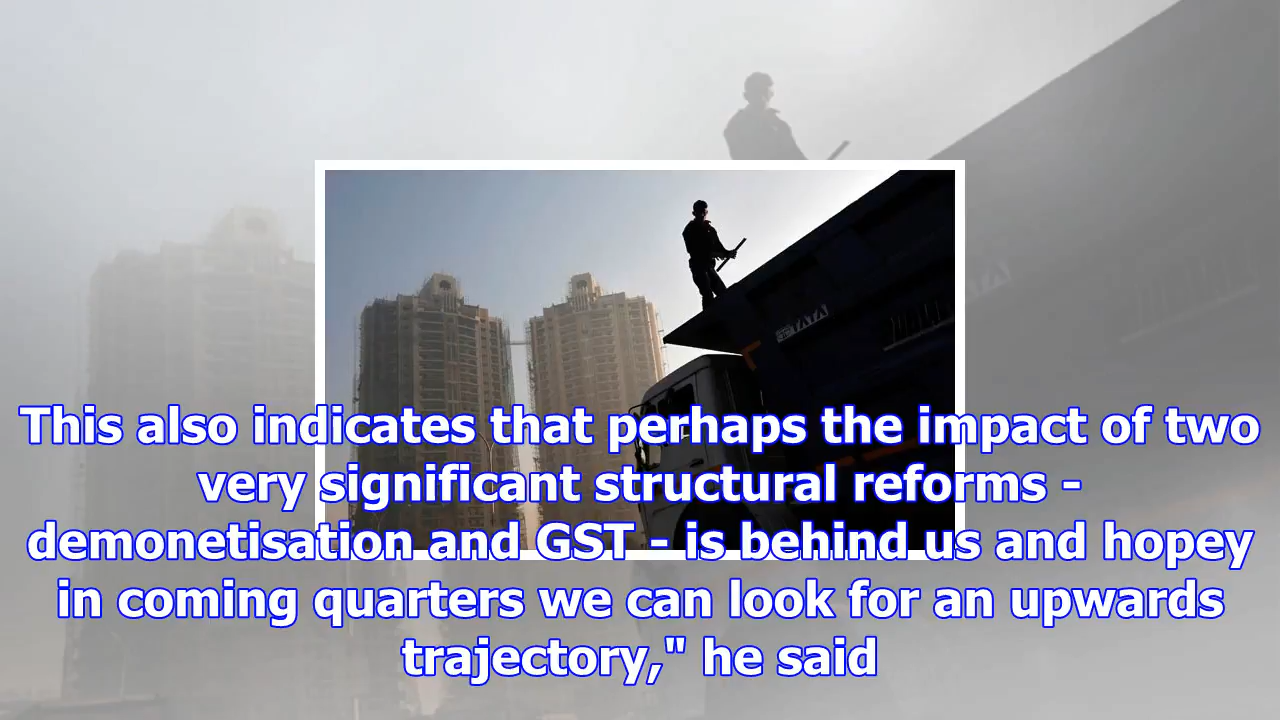 TATA
This also indicates that perhaps the impact of two
very significant structural reforms -
demonetisation and GST - is behind us and hopey
in coming quarters we can look for an upwards
trajectory," he said